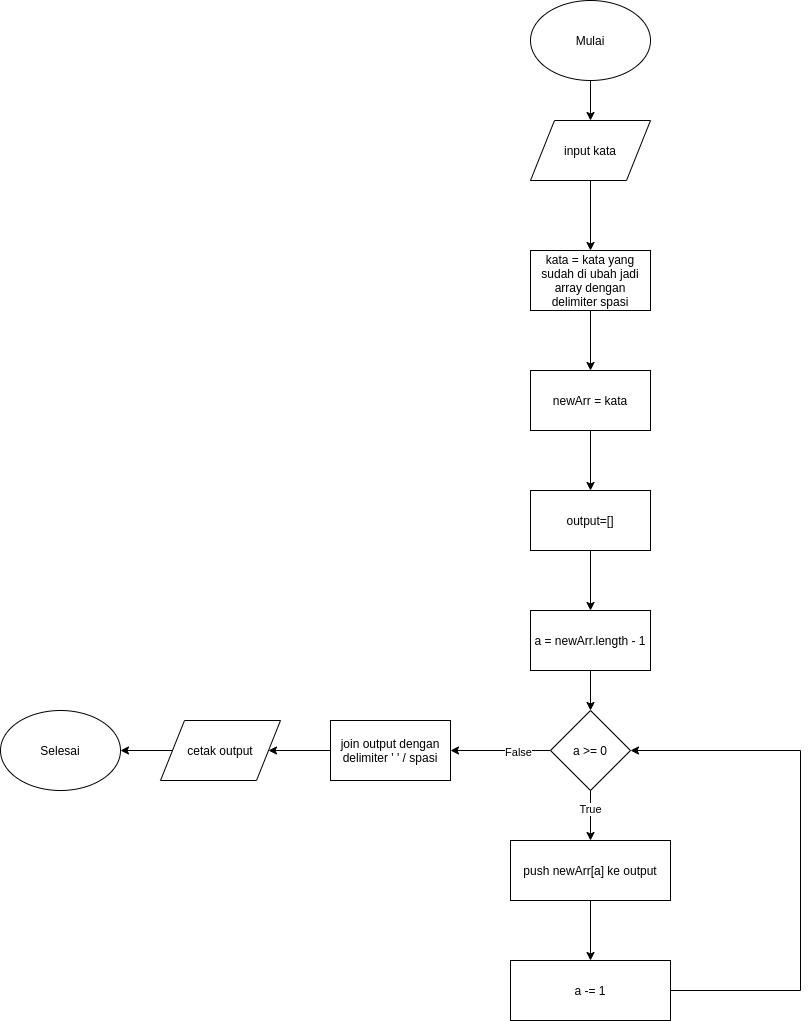 Mulai
input kata
kata = kata yang
sudah di ubah jadi
array dengan
delimiter spasi
newArr = kata
output=[]
a = newArr.length - 1
a >= 0
False
join output dengan
delimiter ' ' / spasi
cetak output
Selesai
True
push newArr[a] ke output
a -= 1